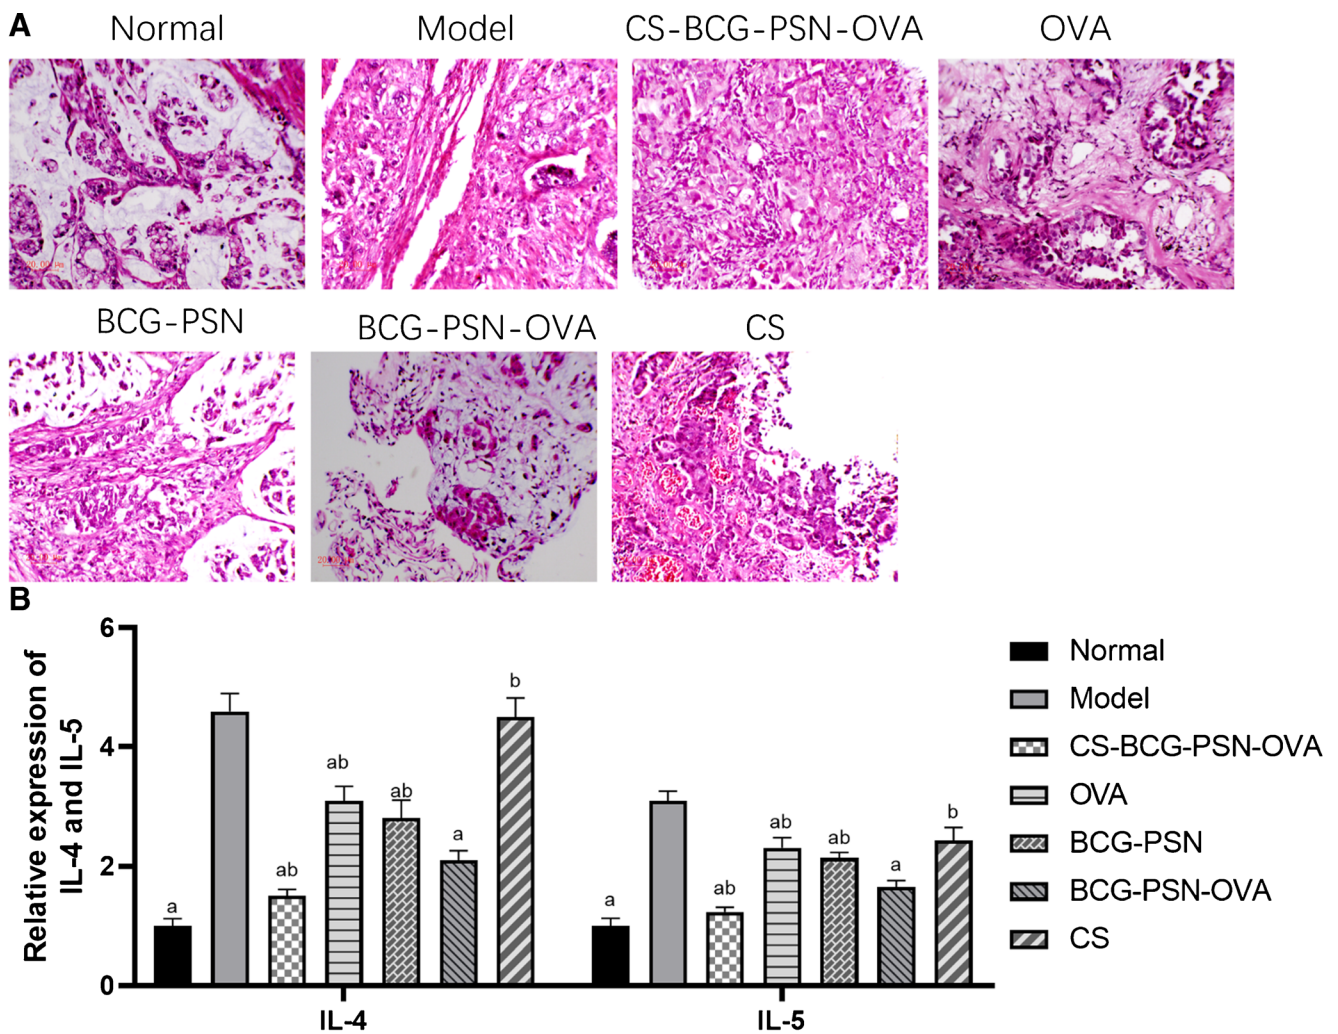 A
Normal Model CS-BCG-PSN-OVA OVA
BCG-PSN BCG-PSN-OVA CS
B
Relative expression of
IL-4 and IL-5
6
4
2
0
a
ab
ab
ab
a
b
a
ab
ab
ab
a
b
IL-4 IL-5
Normal
Model
CS-BCG-PSN-OVA
OVA
BCG-PSN
BCG-PSN-OVA
CS